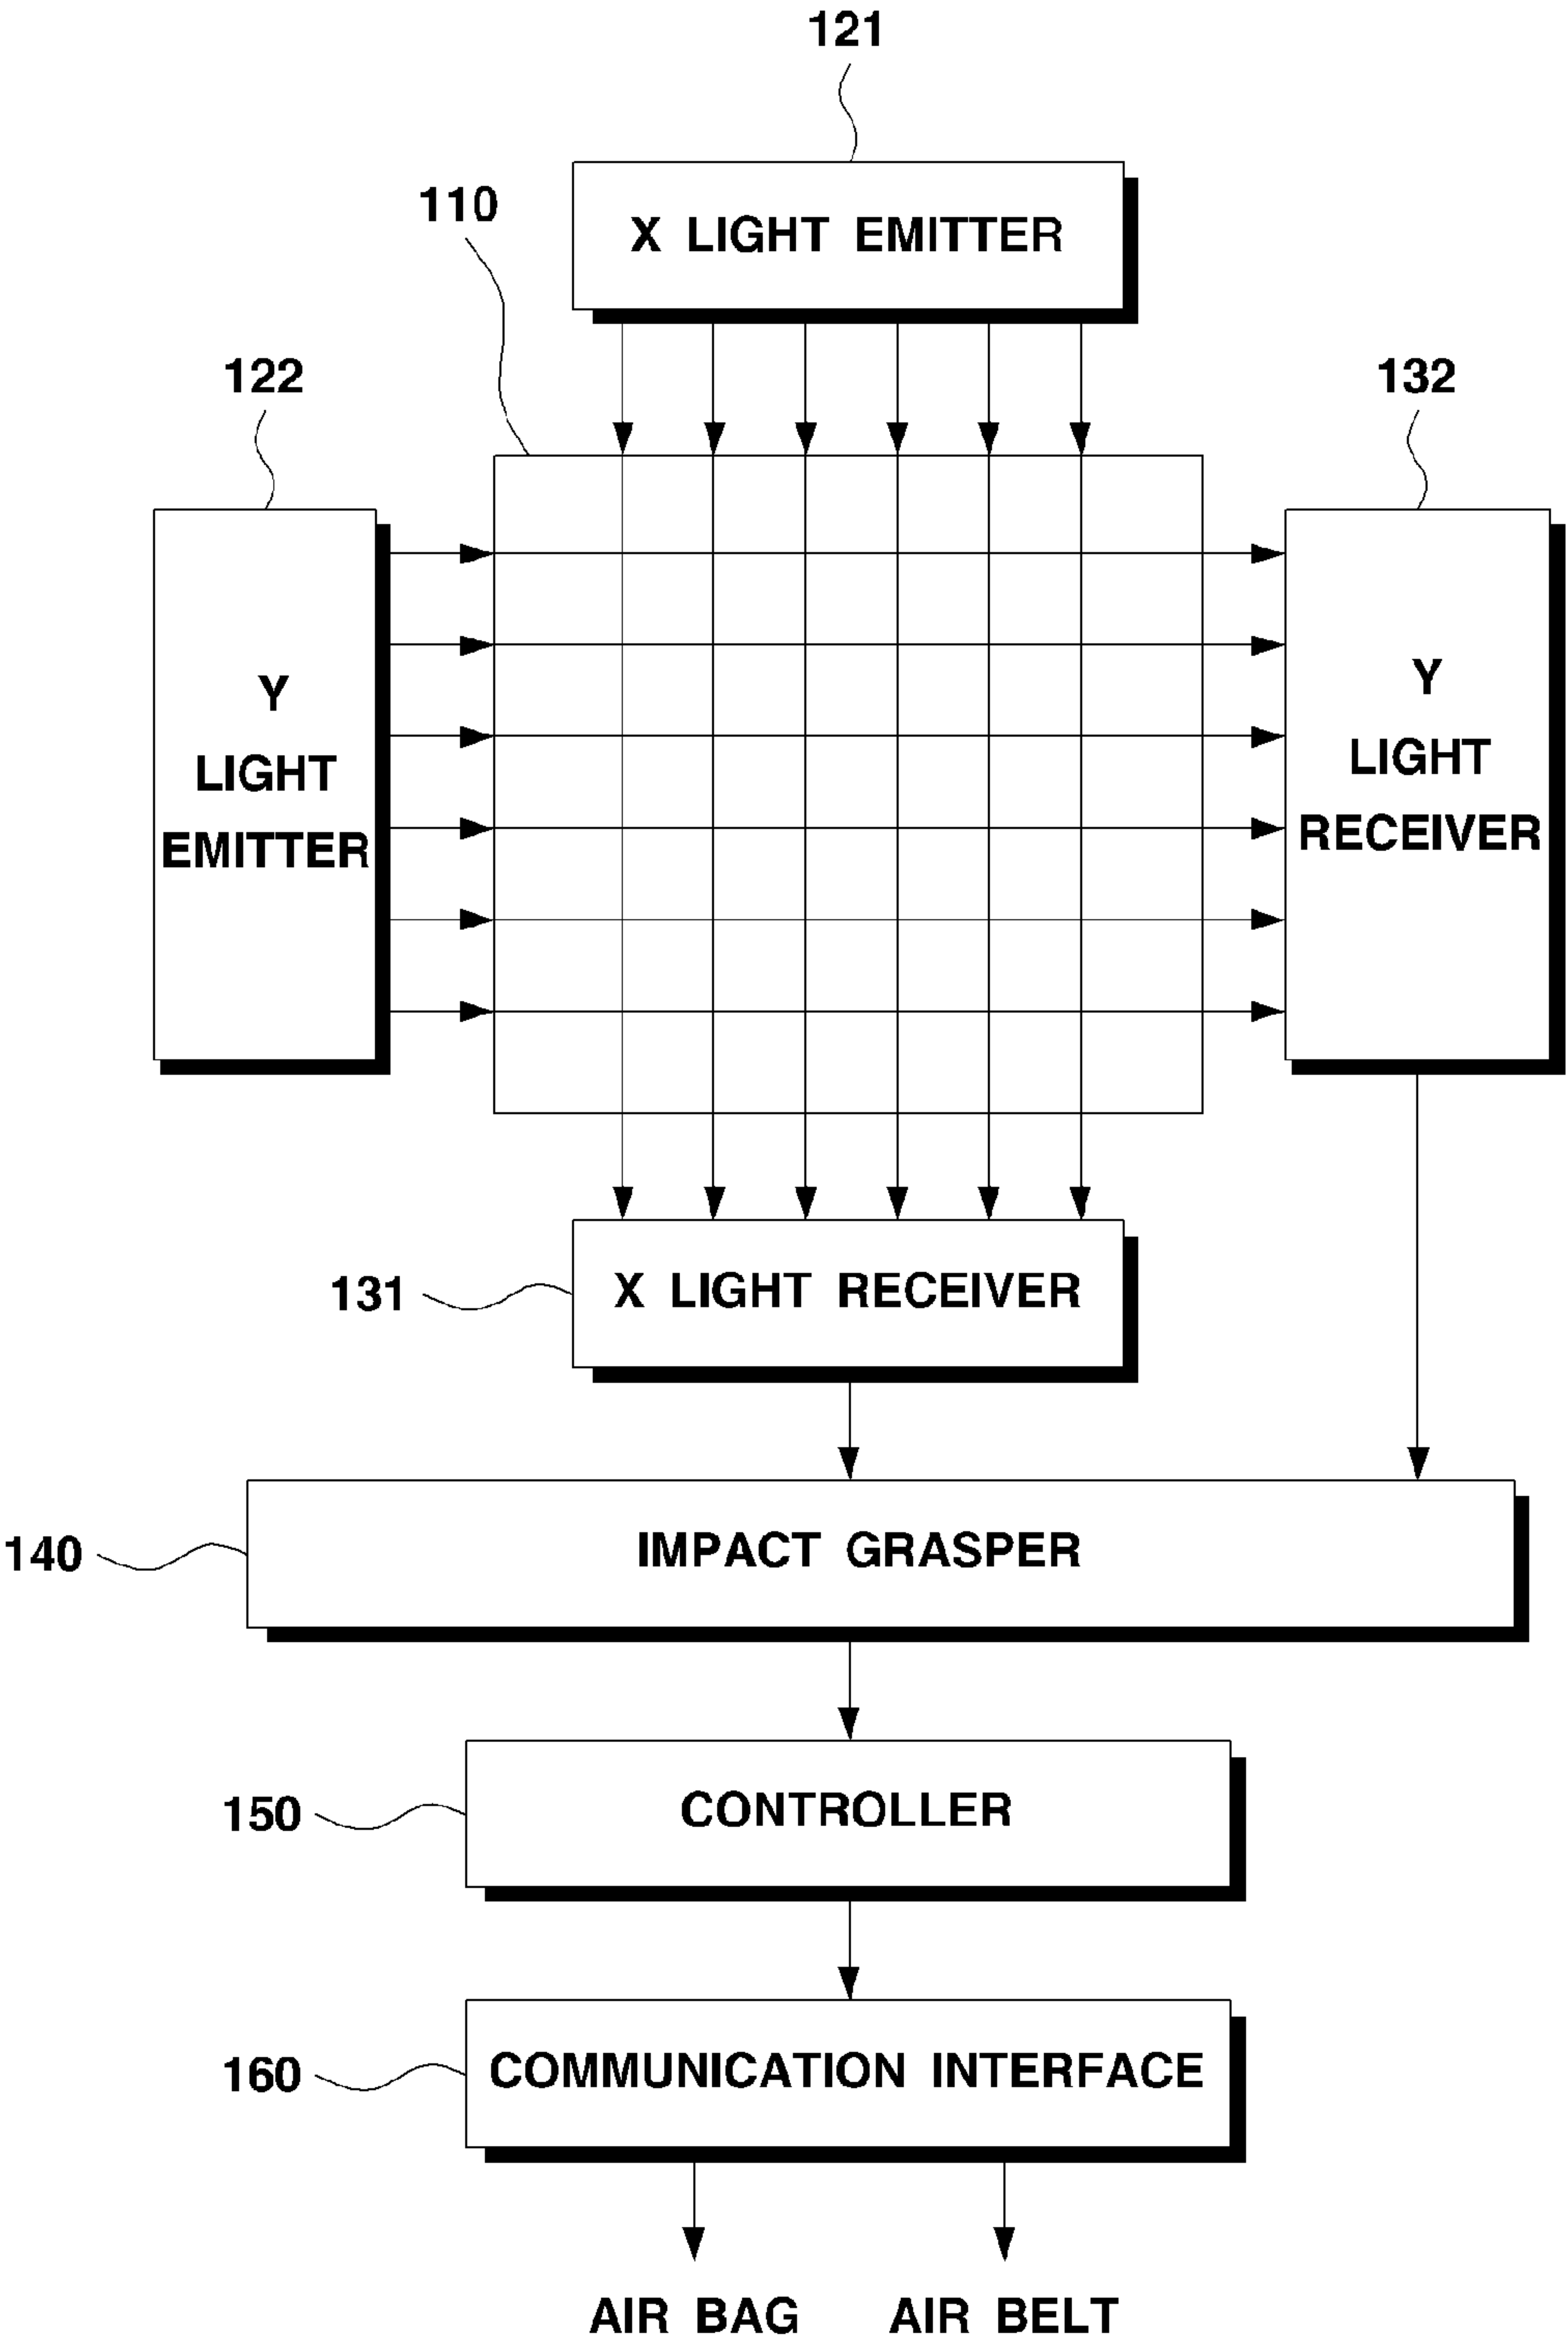 121
110
X LIGHT EMITTER
122
132
Y
LIGHT
EMITTER
Y
LIGHT
RECEIVER
131
X LIGHT RECEIVER
140
IMPACT GRASPER
150
CONTROLLER
160
COMMUNICATION INTERFACE
AIR BAG
AIR BELT